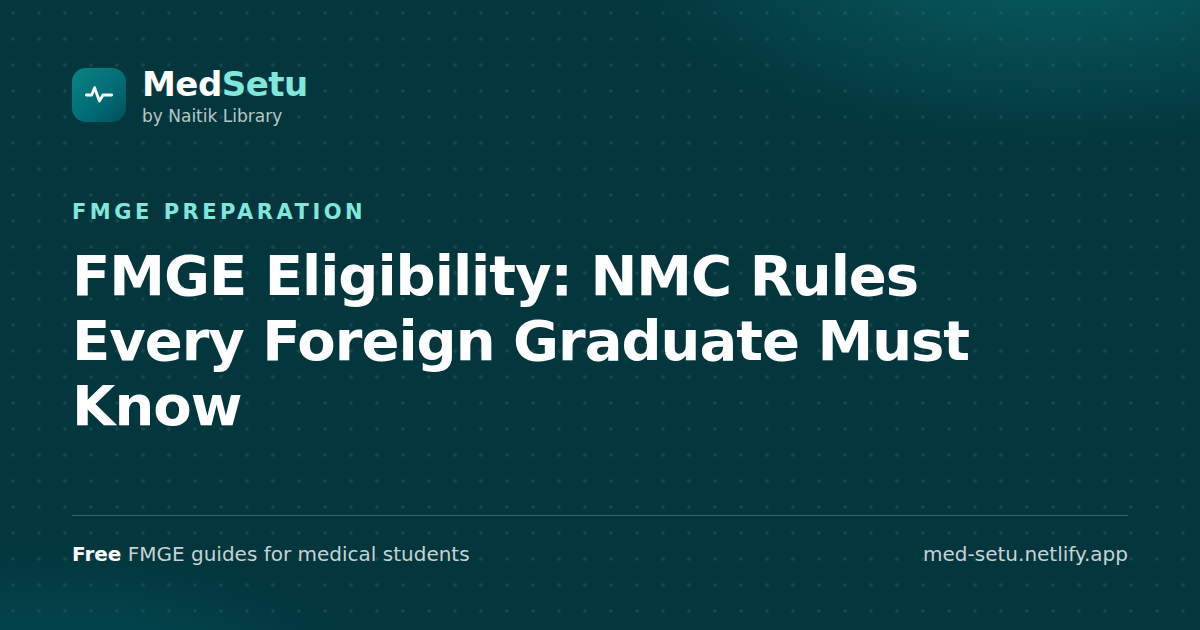 MedSetu
by Naitik Library
FMGE PREPARATION
FMGE Eligibility: NMC Rules
Every Foreign Graduate Must
Know
Free FMGE guides for medical students
med-setu.netlify.app